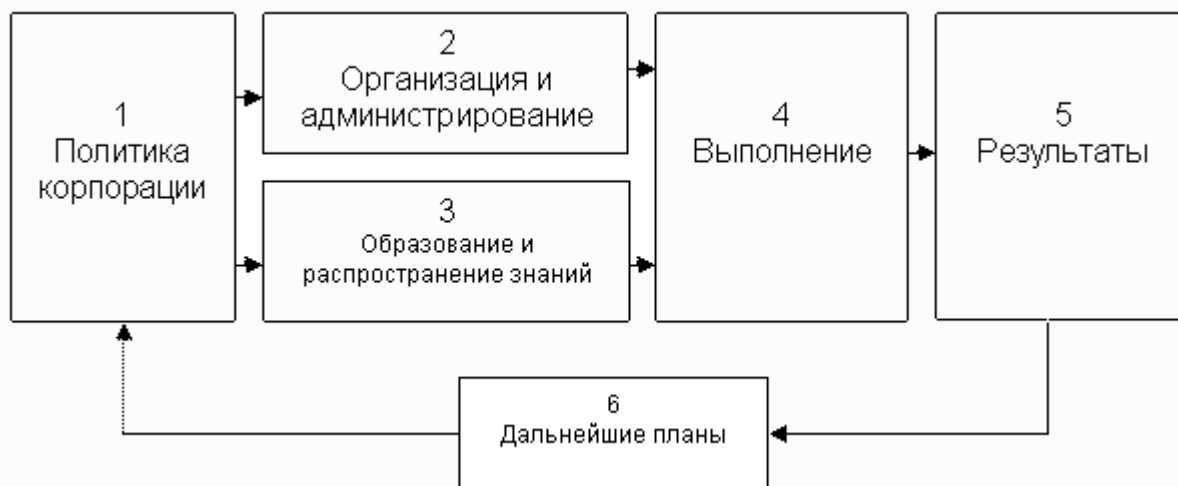 1
Политика
корпорации
2
Организация и
администрирование
3
Образование и
распространение знаний
4
Выполнение
5
Результаты
6
Дальнейшие планы